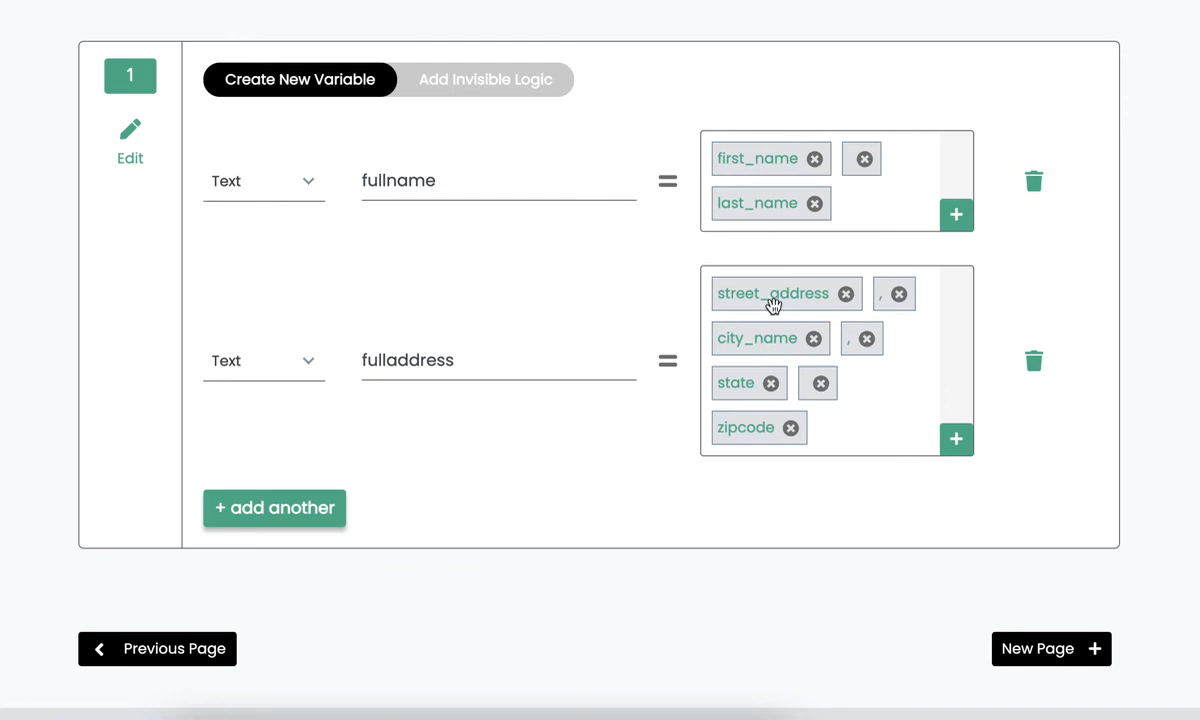 1
Edit
Create New Variable
Add Invisible Logic
Text
fullname
=
first_name
last_name
+
Text
fulladdress
=
street_address ,
city_name ,
state
zipcode
+
+ add another
Previous Page
New Page +